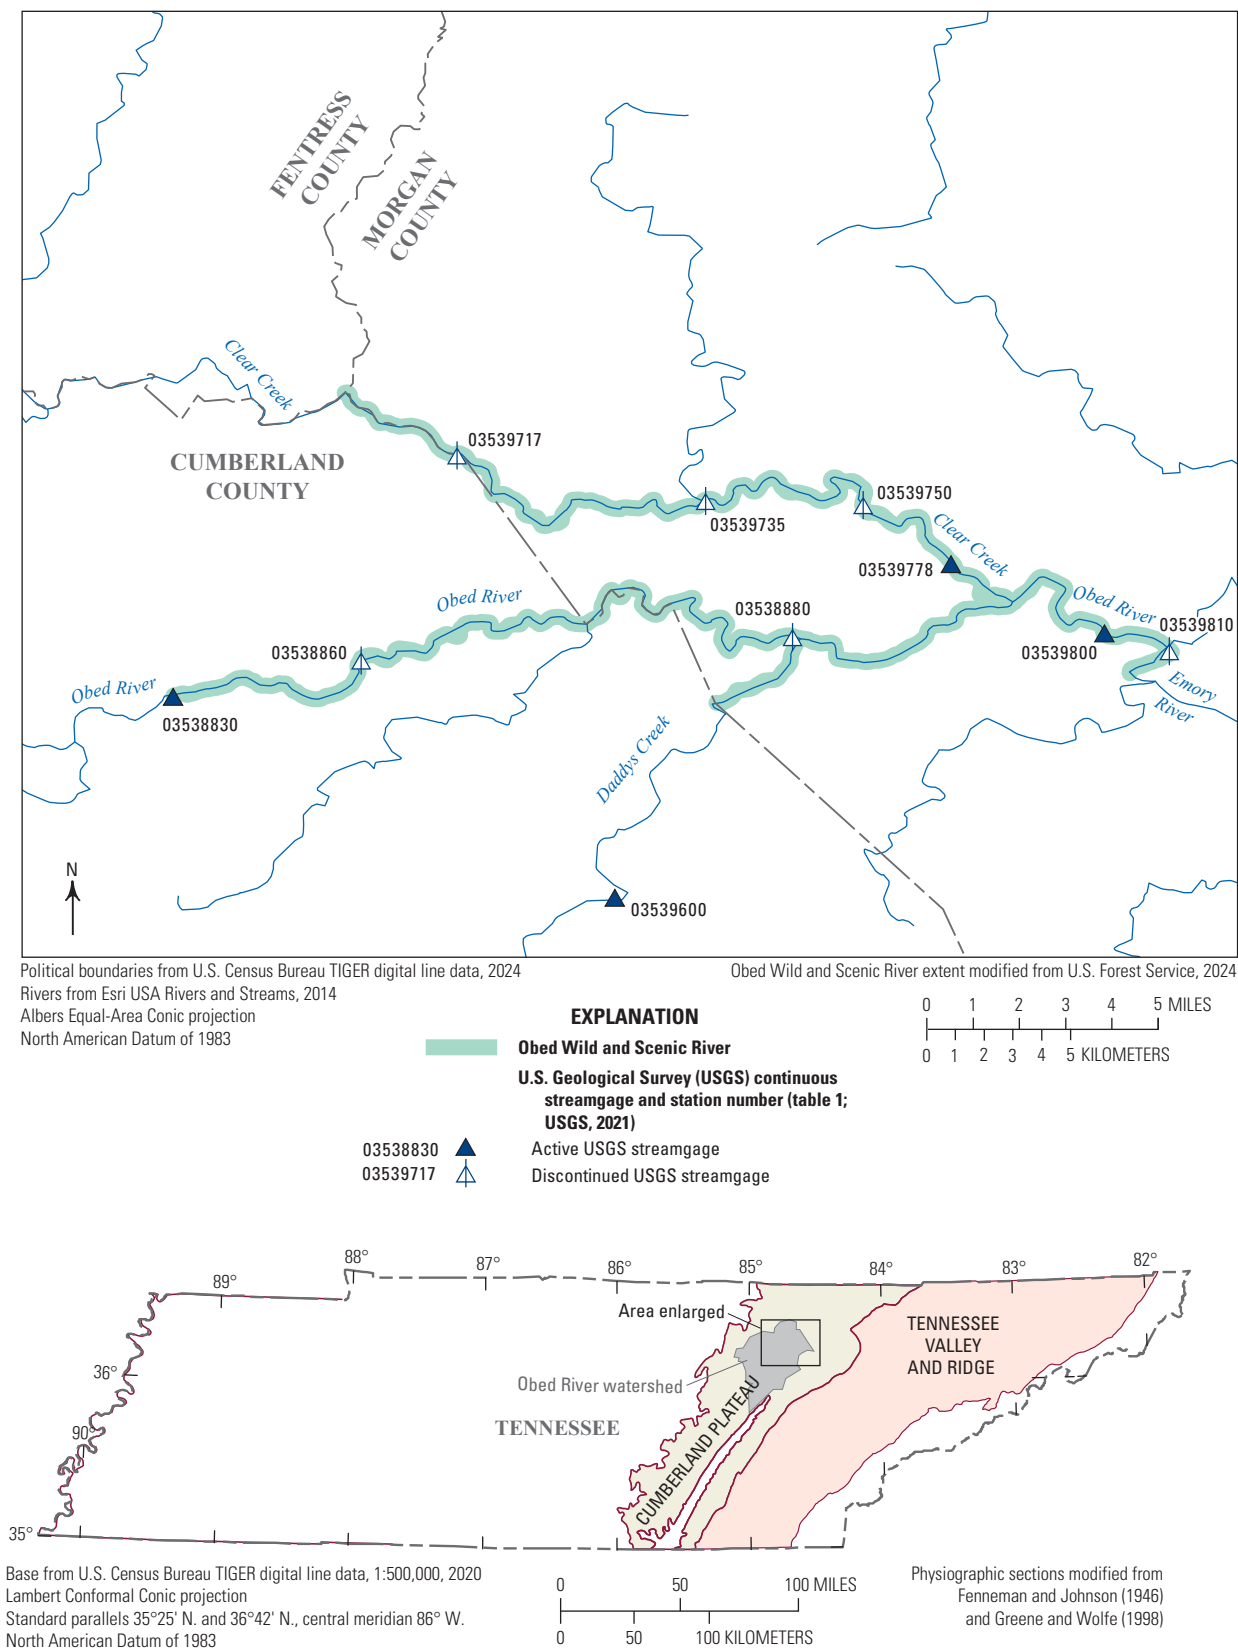 FENTRESS
COUNTY
MORGAN
COUNTY
Clear Creek
CUMBERLAND
COUNTY
03539717
03539735
03539750
Clear Creek
03539778
Obed River
03538880
Obed River
03539810
03538860
03539800
Obed River
Emory
River
03538830
Daddys Creek
N
03539600
Political boundaries from U.S. Census Bureau TIGER digital line data, 2024
Rivers from Esri USA Rivers and Streams, 2014
Albers Equal-Area Conic projection
North American Datum of 1983
Obed Wild and Scenic River extent modified from U.S. Forest Service, 2024
0 1 2 3 4 5 MILES
0 1 2 3 4 5 KILOMETERS
EXPLANATION
Obed Wild and Scenic River
U.S. Geological Survey (USGS) continuous
streamgage and station number (table 1;
USGS, 2021)
03538830 Active USGS streamgage
03539717 Discontinued USGS streamgage
89° 88° 87° 86° 85° 84° 83° 82°
Area enlarged
TENNESSEE
VALLEY
AND RIDGE
36°
Obed River watershed
TENNESSEE
CUMBERLAND PLATEAU
90°
35°
Base from U.S. Census Bureau TIGER digital line data, 1:500,000, 2020
Lambert Conformal Conic projection
Standard parallels 35°25' N. and 36°42' N., central meridian 86° W.
North American Datum of 1983
0 50 100 MILES
0 50 100 KILOMETERS
Physiographic sections modified from
Fenneman and Johnson (1946)
and Greene and Wolfe (1998)